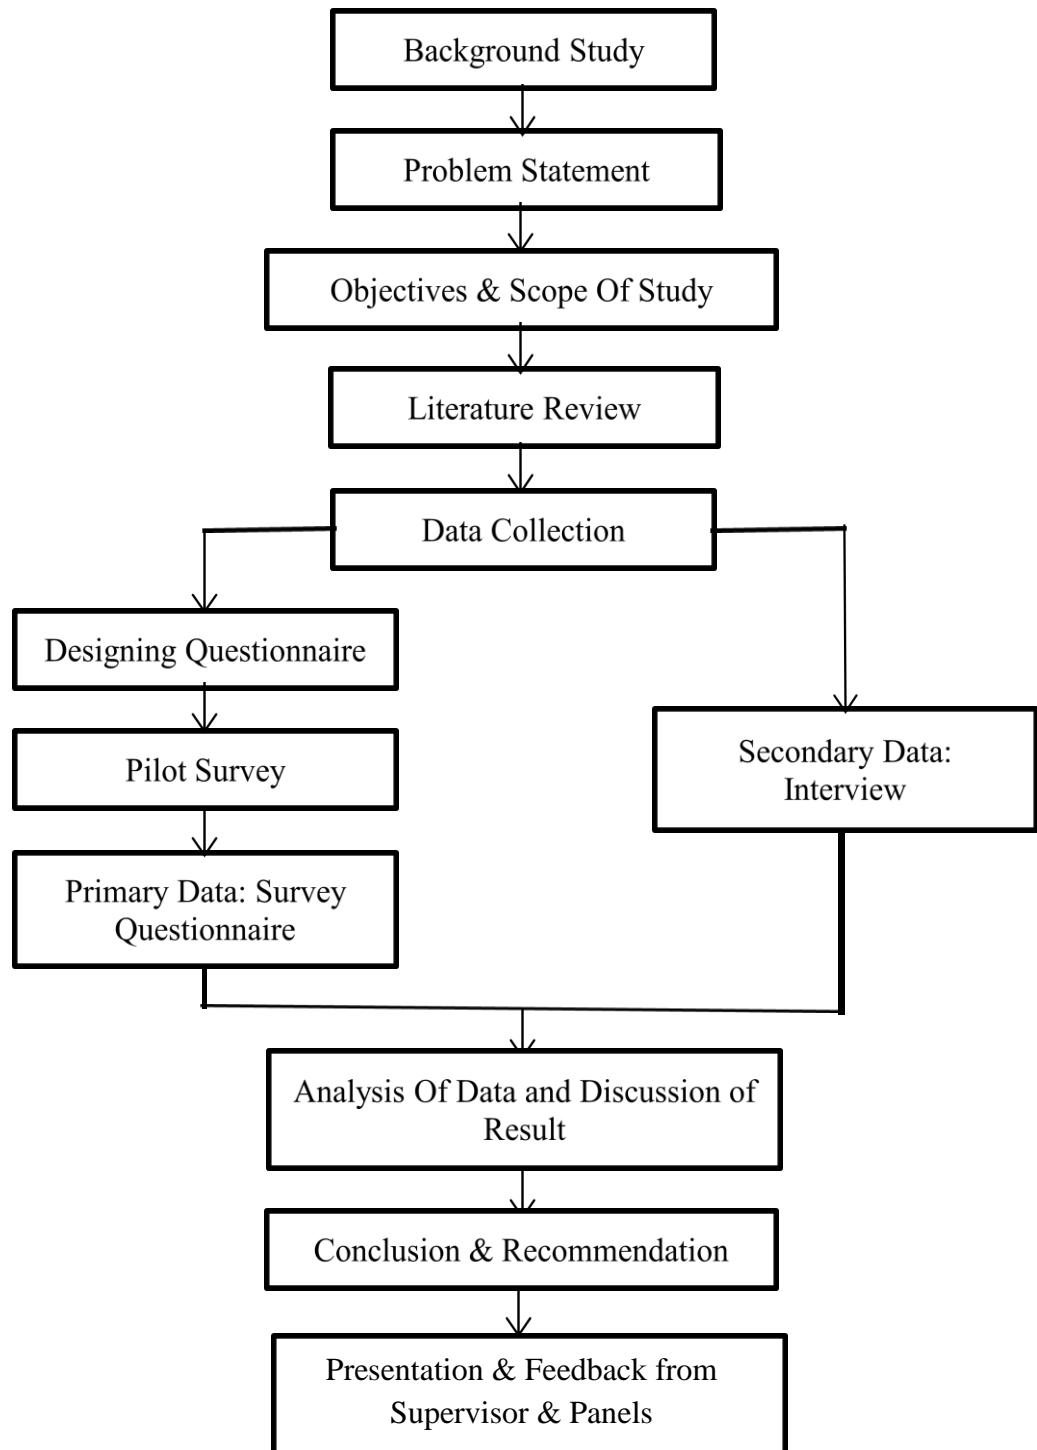 Background Study
Problem Statement
Objectives & Scope Of Study
Literature Review
Data Collection
Designing Questionnaire
Pilot Survey
Primary Data: Survey
Questionnaire
Secondary Data:
Interview
Analysis Of Data and Discussion of
Result
Conclusion & Recommendation
Presentation & Feedback from
Supervisor & Panels